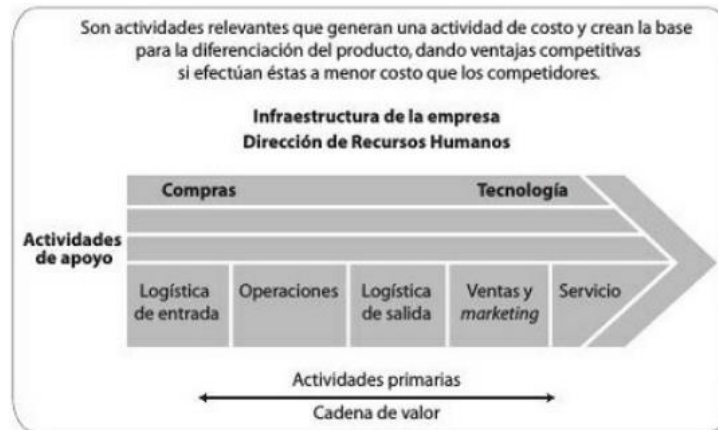 Son actividades relevantes que generan una actividad de costo y crean la base
para la diferenciación del producto, dando ventajas competitivas
si efectúan éstas a menor costo que los competidores.
Infraestructura de la empresa
Dirección de Recursos Humanos
Compras
Tecnología
Actividades
de apoyo
Logística
de entrada
Operaciones
Logística
de salida
Ventas y
marketing
Servicio
Actividades primarias
Cadena de valor